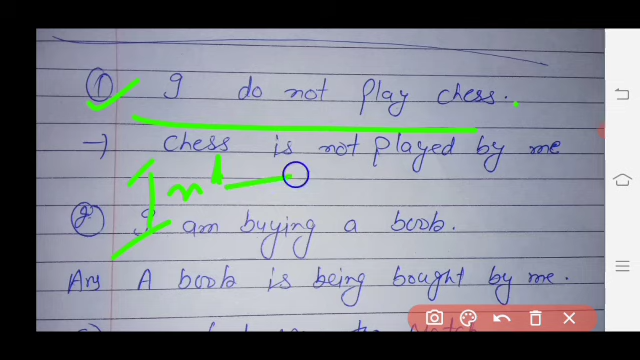 ① I do not play chess.
→ Chess is not played by me
② I am buying a book.
Ans A book is being bought by me.